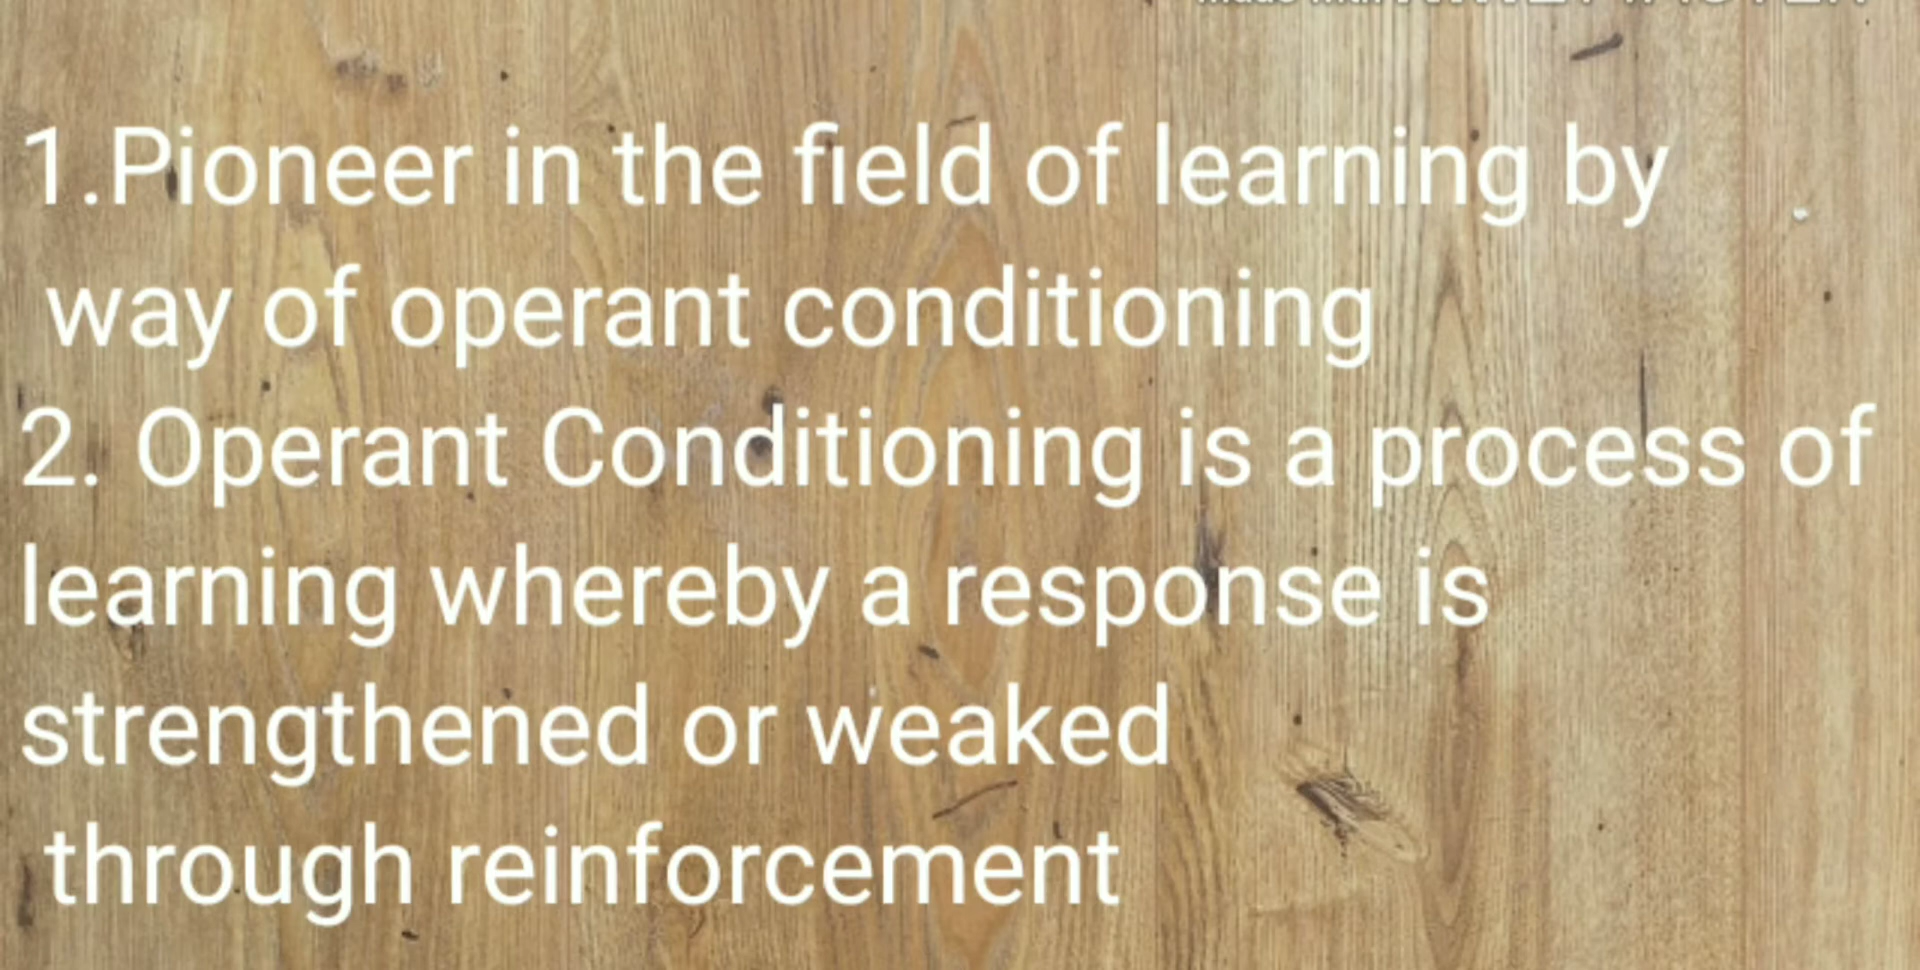 1.Pioneer in the field of learning by
way of operant conditioning
2. Operant Conditioning is a process of
learning whereby a response is
strengthened or weaked
through reinforcement